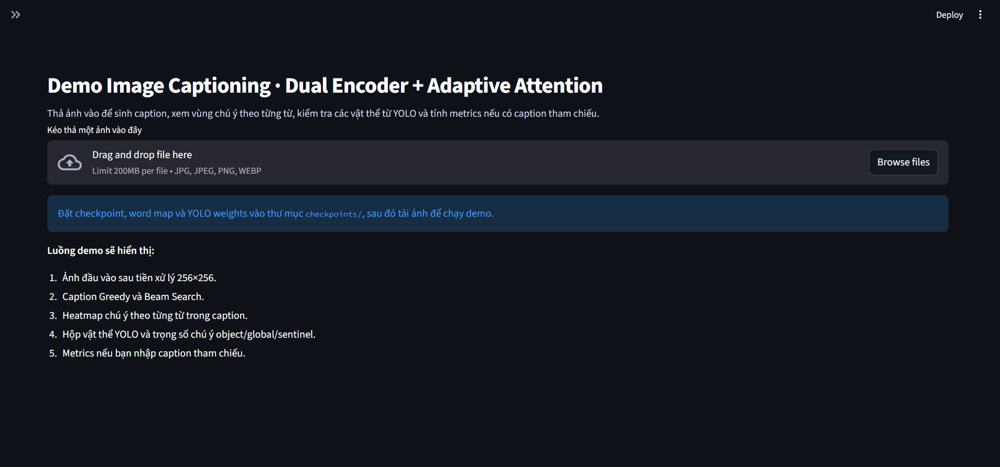 Deploy
Demo Image Captioning · Dual Encoder + Adaptive Attention
Thả ảnh vào để sinh caption, xem vùng chú ý theo từng từ, kiểm tra các vật thể từ YOLO và tính metrics nếu có caption tham chiếu.
Kéo thả một ảnh vào đây
Drag and drop file here
Limit 200MB per file • JPG, JPEG, PNG, WEBP
Browse files
Đặt checkpoint, word map và YOLO weights vào thư mục checkpoints/, sau đó tải ảnh để chạy demo.
Luồng demo sẽ hiển thị:
1. Ảnh đầu vào sau tiền xử lý 256×256.
2. Caption Greedy và Beam Search.
3. Heatmap chú ý theo từng từ trong caption.
4. Hộp vật thể YOLO và trọng số chú ý object/global/sentinel.
5. Metrics nếu bạn nhập caption tham chiếu.